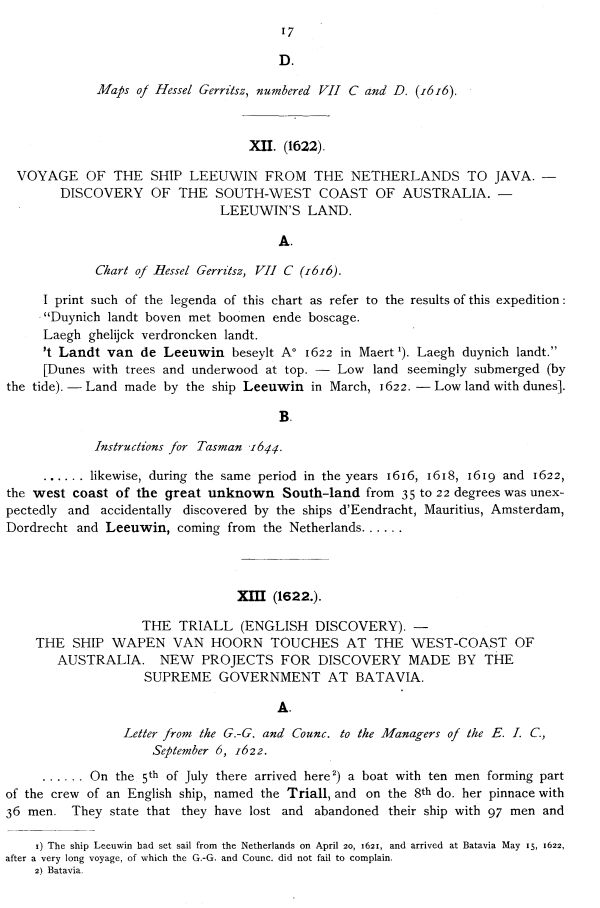 17
D.
Maps of Hessel Gerritsz, numbered VII C and D. (1616).
XII. (1622).
VOYAGE OF THE SHIP LEEUWIN FROM THE NETHERLANDS TO JAVA. —
DISCOVERY OF THE SOUTH-WEST COAST OF AUSTRALIA. —
LEEUWIN'S LAND.
A.
Chart of Hessel Gerritsz, VII C (1616).
I print such of the legenda of this chart as refer to the results of this expedition:
"Duynich landt boven met boomen ende boscage.
Laegh ghelijck verdroncken landt.
't Landt van de Leeuwin beseylt A° 1622 in Maert ¹). Laegh duynich landt."
[Dunes with trees and underwood at top. — Low land seemingly submerged (by
the tide). — Land made by the ship Leeuwin in March, 1622. — Low land with dunes].
B.
Instructions for Tasman 1644.
...... likewise, during the same period in the years 1616, 1618, 1619 and 1622,
the west coast of the great unknown South-land from 35 to 22 degrees was unex-
pectedly and accidentally discovered by the ships d'Eendracht, Mauritius, Amsterdam,
Dordrecht and Leeuwin, coming from the Netherlands......
XIII (1622.).
THE TRIALL (ENGLISH DISCOVERY). —
THE SHIP WAPEN VAN HOORN TOUCHES AT THE WEST-COAST OF
AUSTRALIA. NEW PROJECTS FOR DISCOVERY MADE BY THE
SUPREME GOVERNMENT AT BATAVIA.
A.
Letter from the G.-G. and Counc. to the Managers of the E. I. C.,
September 6, 1622.
...... On the 5th of July there arrived here ²) a boat with ten men forming part
of the crew of an English ship, named the Triall, and on the 8th do. her pinnace with
36 men. They state that they have lost and abandoned their ship with 97 men and
1) The ship Leeuwin had set sail from the Netherlands on April 20, 1621, and arrived at Batavia May 15, 1622,
after a very long voyage, of which the G.-G. and Counc. did not fail to complain.
2) Batavia.